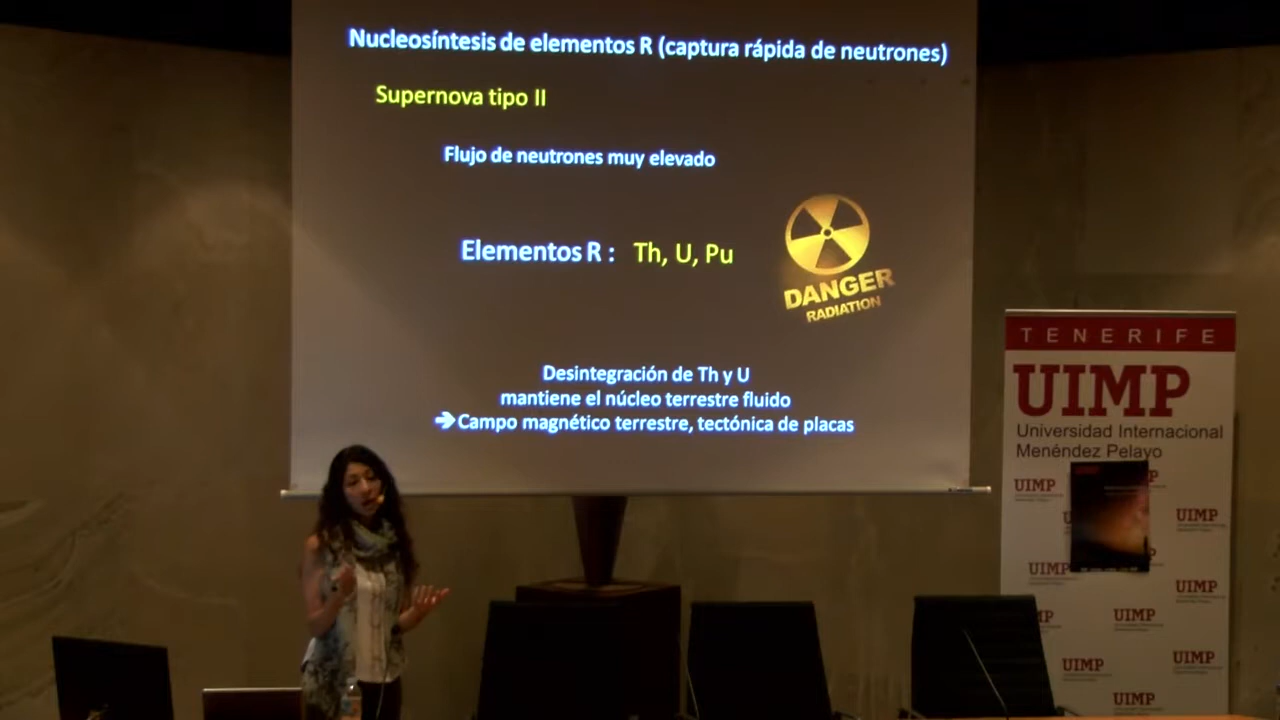 Nucleosíntesis de elementos R (captura rápida de neutrones)
Supernova tipo II
Flujo de neutrones muy elevado
Elementos R : Th, U, Pu
DANGER
RADIATION
Desintegración de Th y U
mantiene el núcleo terrestre fluido
➔ Campo magnético terrestre, tectónica de placas
TENERIFE
UIMP
Universidad Internacional
Menéndez Pelayo
UIMP
UIMP
UIMP
UIMP
UIMP
UIMP
UIMP
UIMP